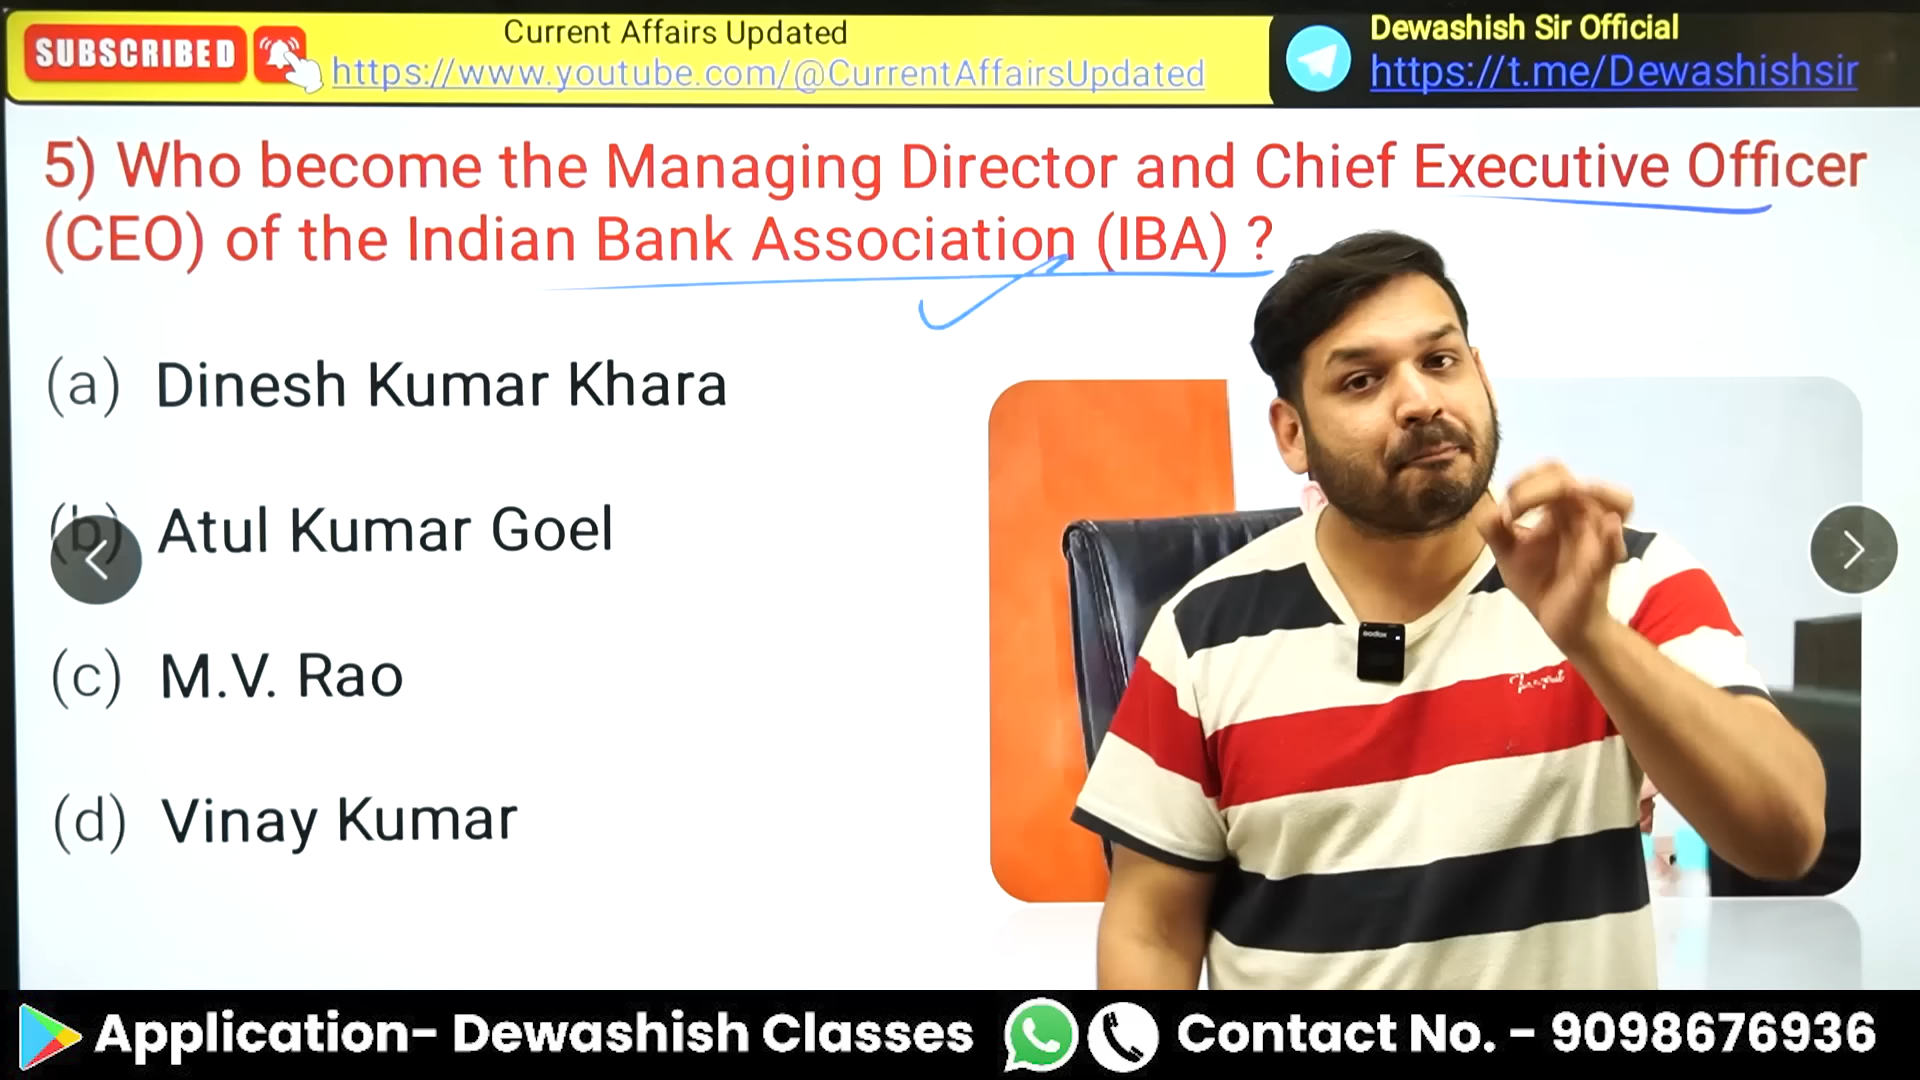 SUBSCRIBED
Current Affairs Updated
https://www.youtube.com/@CurrentAffairsUpdated
Dewashish Sir Official
https://t.me/Dewashishsir
5) Who become the Managing Director and Chief Executive Officer
(CEO) of the Indian Bank Association (IBA) ?
(a) Dinesh Kumar Khara
(b) Atul Kumar Goel
(c) M.V. Rao
(d) Vinay Kumar
Godox
Application- Dewashish Classes
Contact No. - 9098676936